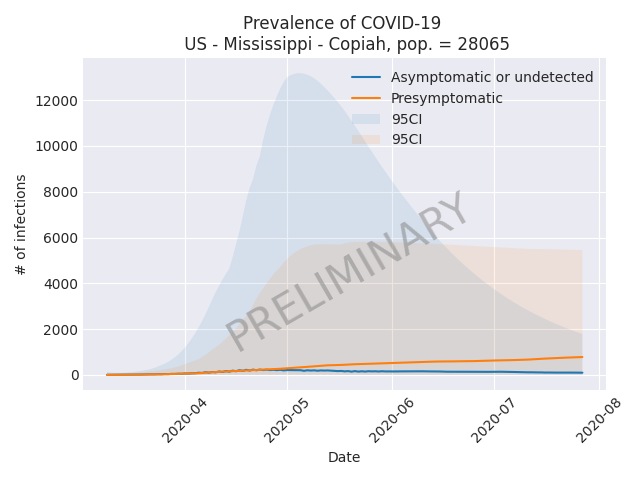 Prevalence of COVID-19
US - Mississippi - Copiah, pop. = 28065
Asymptomatic or undetected
Presymptomatic
95CI
95CI
PRELIMINARY
# of infections
12000
10000
8000
6000
4000
2000
0
2020-04
2020-05
2020-06
2020-07
2020-08
Date